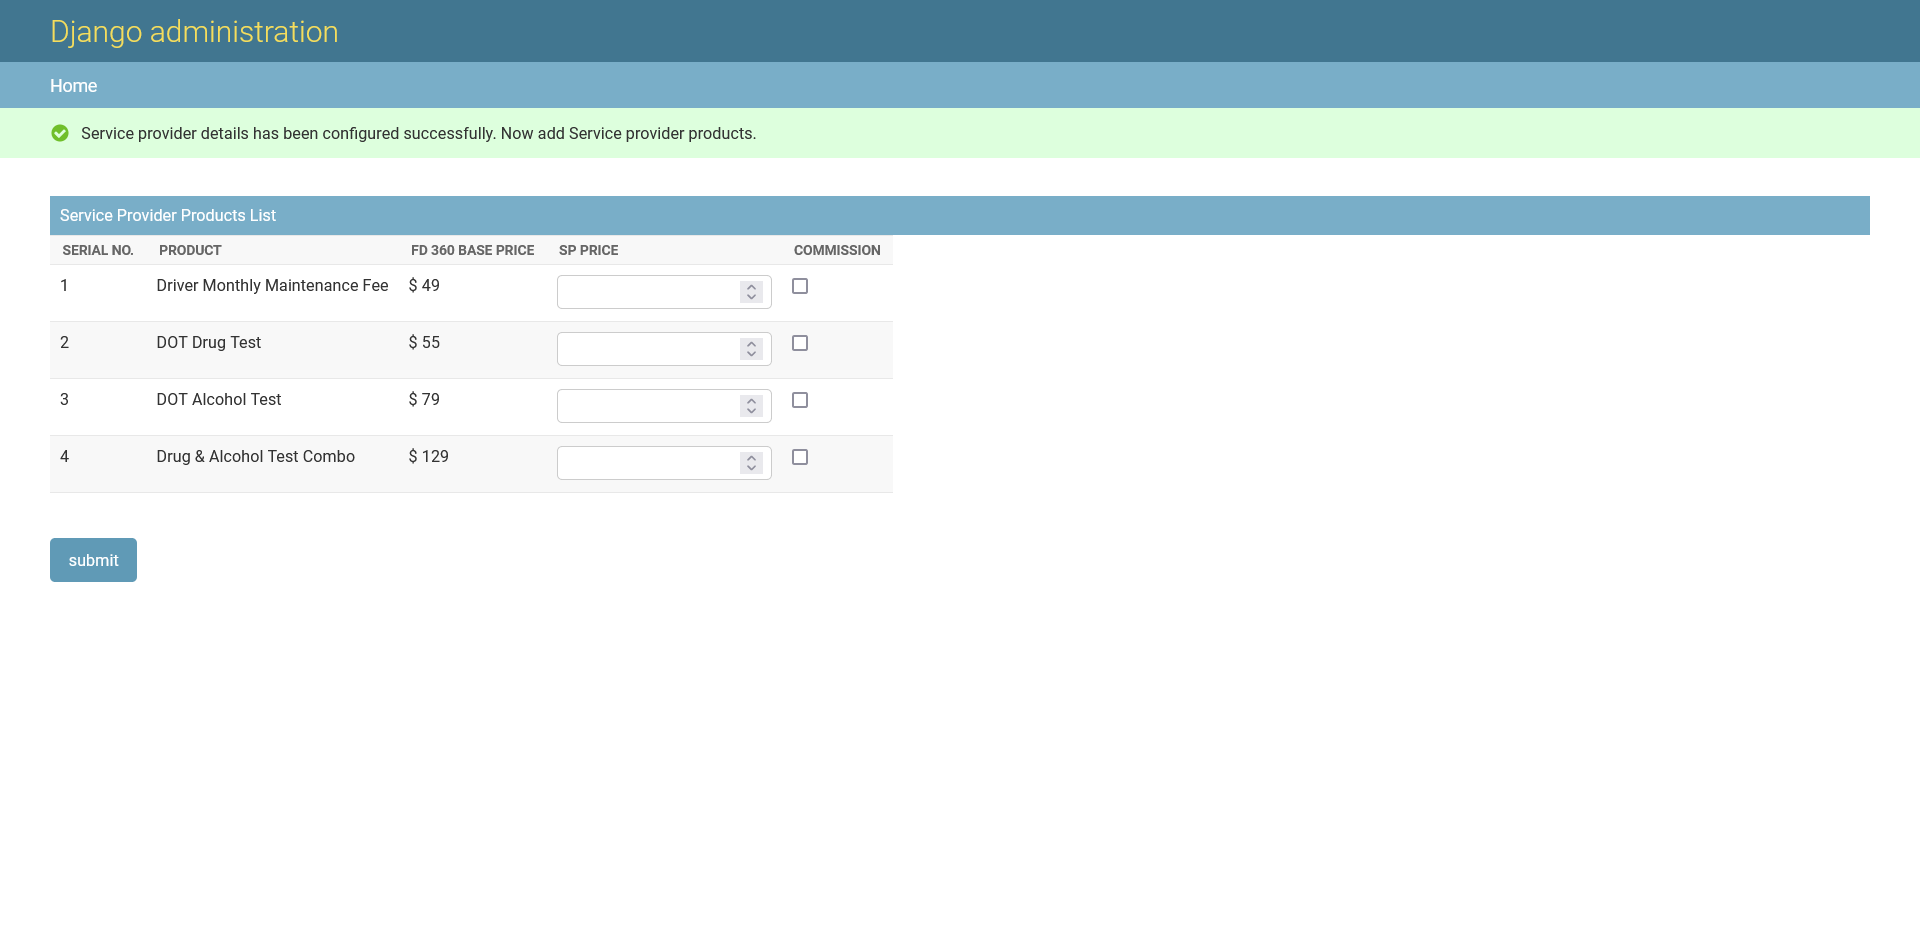 Django administration
Home
Service provider details has been configured successfully. Now add Service provider products.
Service Provider Products List
SERIAL NO. PRODUCT FD 360 BASE PRICE SP PRICE COMMISSION
1 Driver Monthly Maintenance Fee $ 49
2 DOT Drug Test $ 55
3 DOT Alcohol Test $ 79
4 Drug & Alcohol Test Combo $ 129
submit